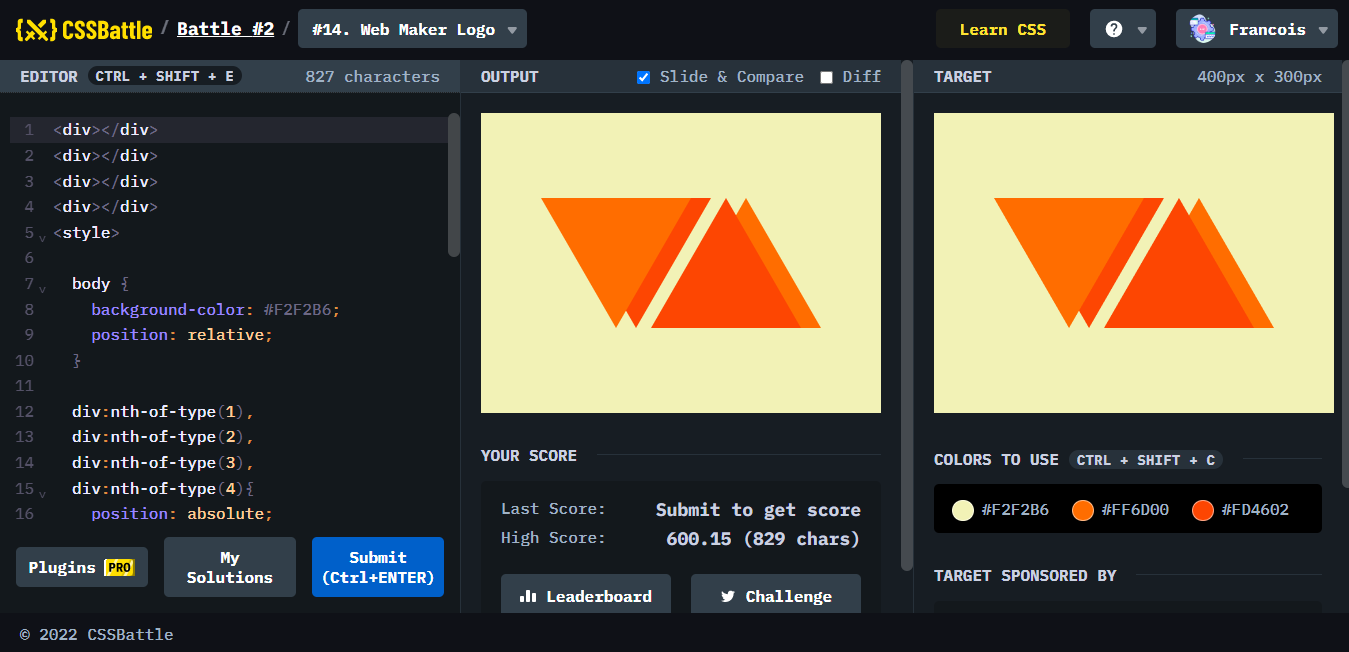 {X} CSSBattle / Battle #2 / #14. Web Maker Logo ▼ Learn CSS ? ▼ Francois ▼
EDITOR CTRL + SHIFT + E 827 characters
1 <div></div>
2 <div></div>
3 <div></div>
4 <div></div>
5 <style>
6
7 body {
8 background-color: #F2F2B6;
9 position: relative;
10 }
11
12 div:nth-of-type(1),
13 div:nth-of-type(2),
14 div:nth-of-type(3),
15 div:nth-of-type(4){
16 position: absolute;
Plugins PRO
My
Solutions
Submit
(Ctrl+ENTER)
OUTPUT Slide & Compare Diff
YOUR SCORE
Last Score: Submit to get score
High Score: 600.15 (829 chars)
Leaderboard Challenge
TARGET 400px x 300px
COLORS TO USE CTRL + SHIFT + C
#F2F2B6 #FF6D00 #FD4602
TARGET SPONSORED BY
© 2022 CSSBattle